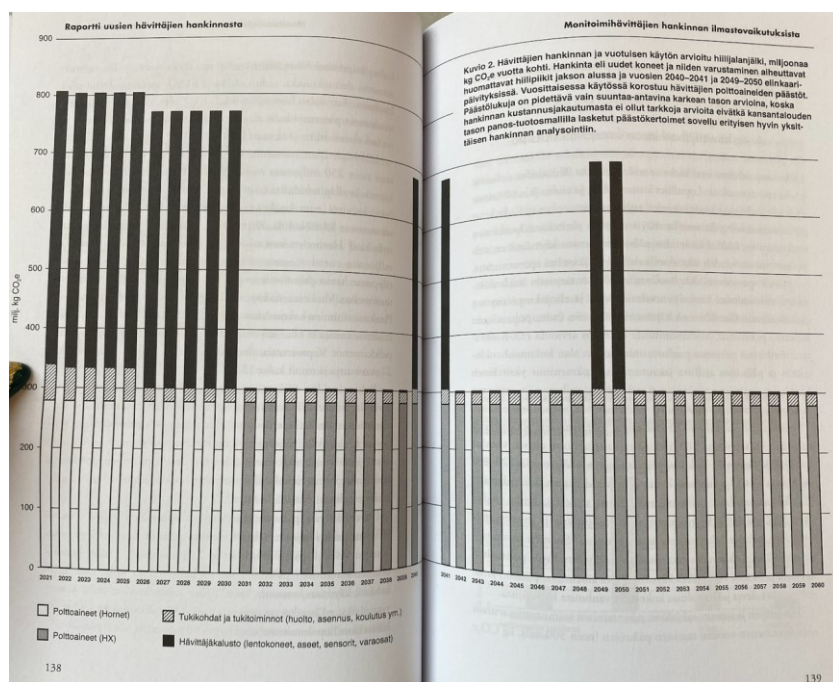 Raportti uusien hävittäjien hankinnasta
900
800
700
600
500
400
300
200
100
0
milj. kg CO₂e
2021 2022 2023 2024 2025 2026 2027 2028 2029 2030 2031 2032 2033 2034 2035 2036 2037 2038 2039
Polttoaineet (Hornet)
Polttoaineet (HX)
Tukikohdat ja tukitoiminnot (huolto, asennus, koulutus ym.)
Hävittäjäkalusto (lentokoneet, aseet, sensorit, varaosat)
138
Monitoimihävittäjien hankinnan ilmastovaikutuksista
Kuvio 2. Hävittäjien hankinnan ja vuotuisen käytön arvioitu hiilijalanjälki, miljoonaa
kg CO₂e vuotta kohti. Hankinta eli uudet koneet ja niiden varustaminen aiheuttavat
huomattavat hiilipiikit jakson alussa ja vuosien 2040–2041 ja 2049–2050 elinkaari-
päivityksissä. Vuosittaisessa käytössä korostuu hävittäjien polttoaineiden päästöt.
Päästölukuja on pidettävä vain suuntaa-antavina karkean tason arvioina, koska
hankinnan kustannusjakautumasta ei ollut tarkkoja arvioita eivätkä kansantalouden
tason panos-tuotosmallilla lasketut päästökertoimet sovellu erityisen hyvin yksit-
täisen hankinnan analysointiin.
2041 2042 2043 2044 2045 2046 2047 2048 2049 2050 2051 2052 2053 2054 2055 2056 2057 2058 2059 2060
139